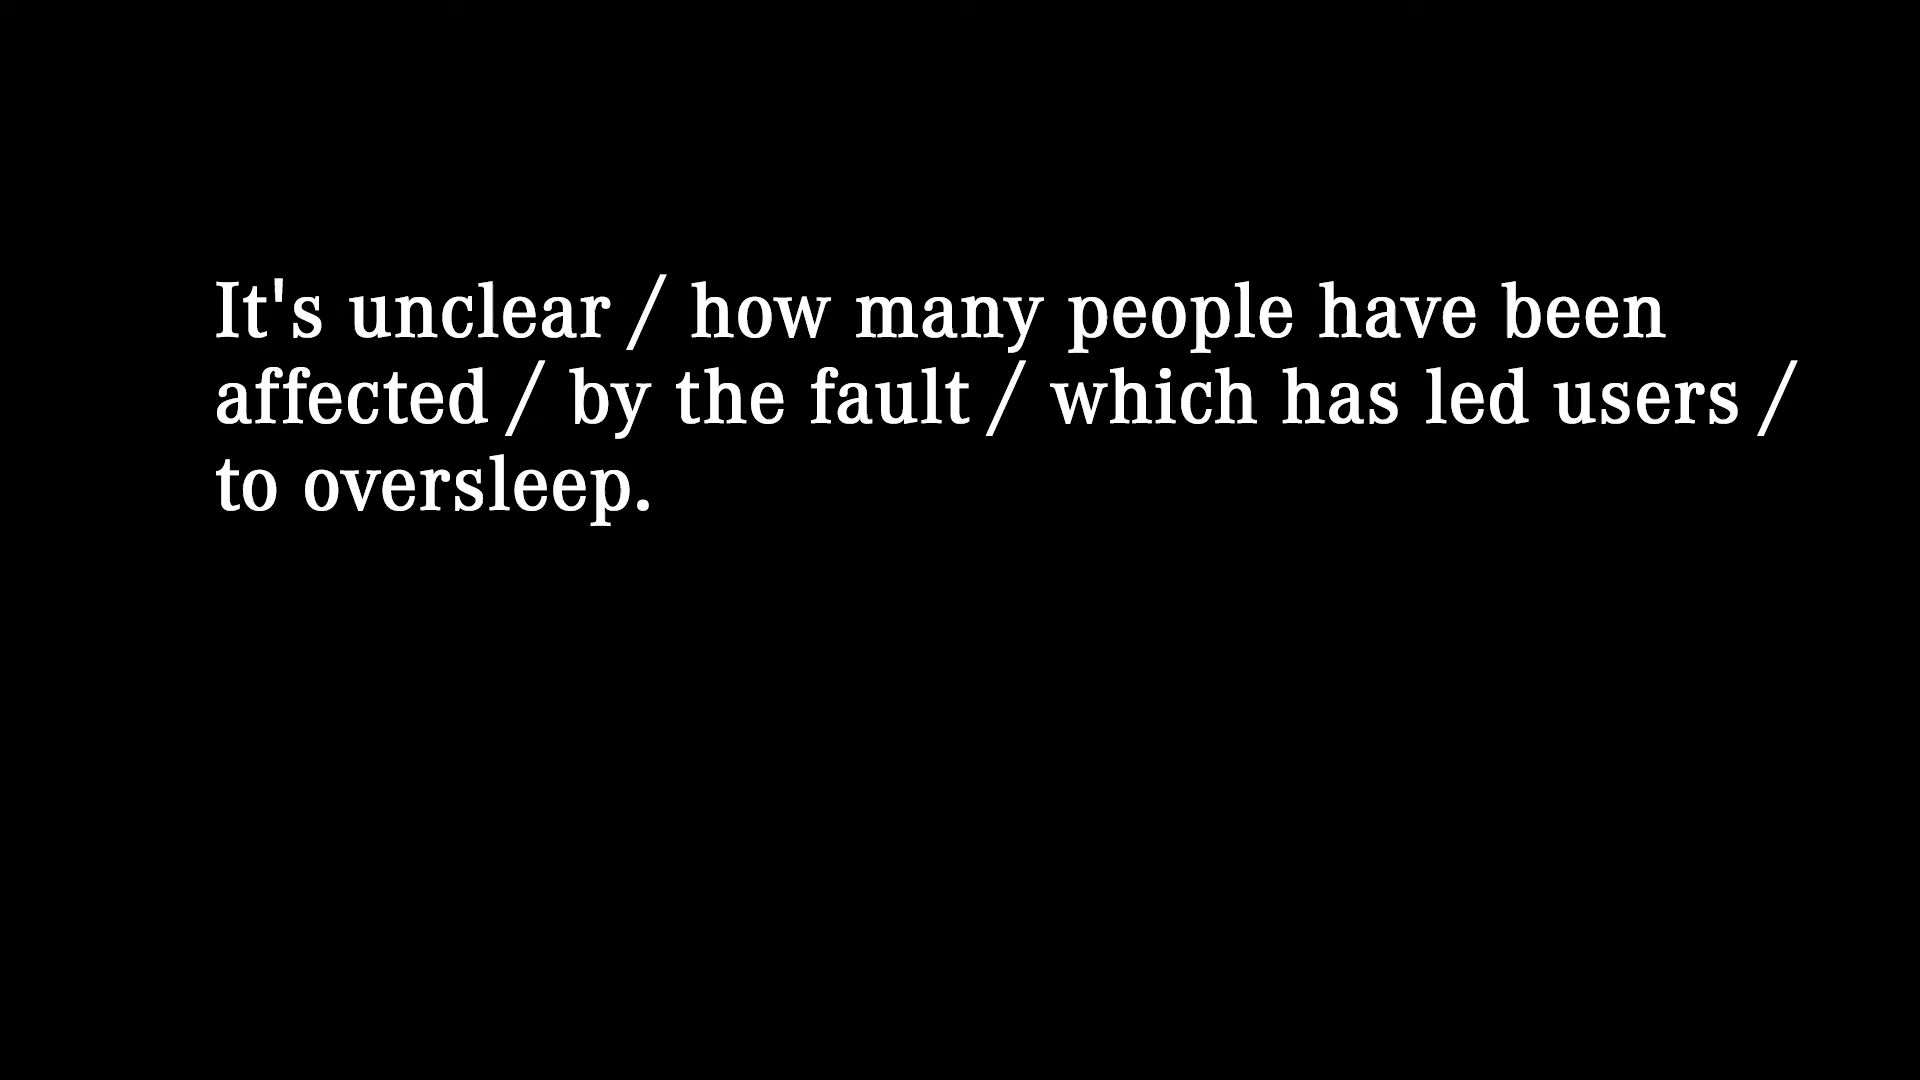 It's unclear / how many people have been
affected / by the fault / which has led users /
to oversleep.